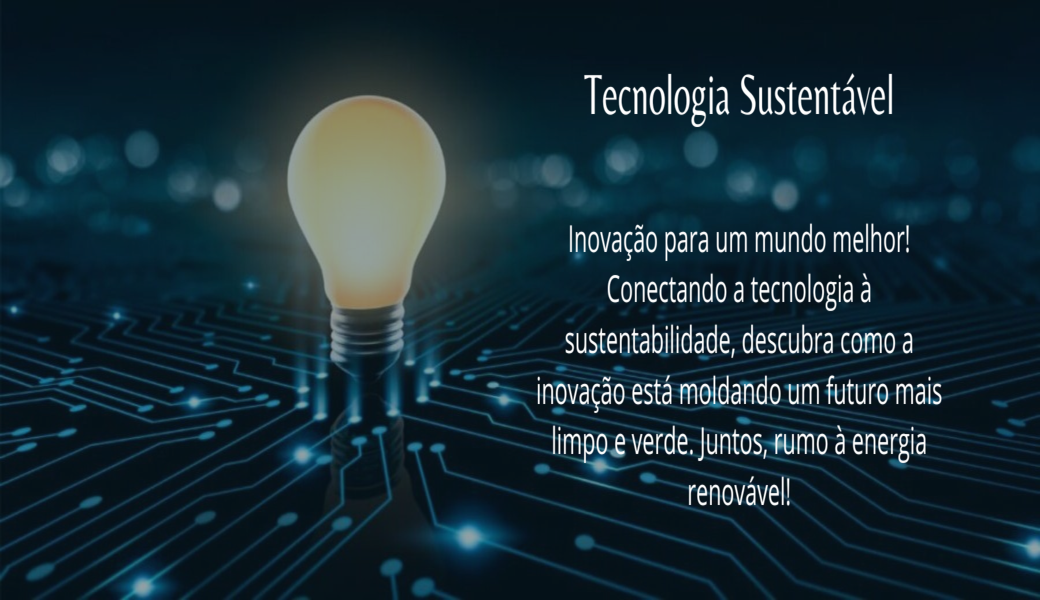 Tecnologia Sustentável
Inovação para um mundo melhor!
Conectando a tecnologia à
sustentabilidade, descubra como a
inovação está moldando um futuro mais
limpo e verde. Juntos, rumo à energia
renovável!